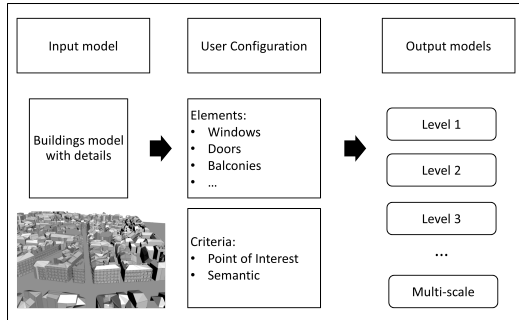 Input model
User Configuration
Output models
Buildings model
with details
Elements:
• Windows
• Doors
• Balconies
• ...
Criteria:
• Point of Interest
• Semantic
Level 1
Level 2
Level 3
...
Multi-scale